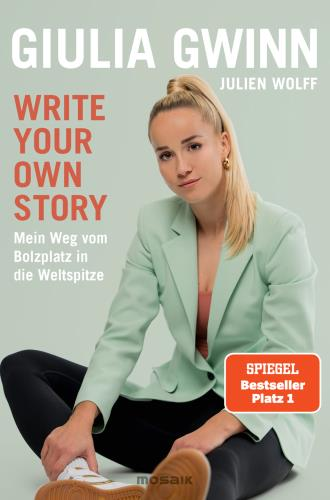 GIULIA GWINN
JULIEN WOLFF
WRITE
YOUR
OWN
STORY
Mein Weg vom
Bolzplatz in
die Weltspitze
SPIEGEL
Bestseller
Platz 1
mosaik